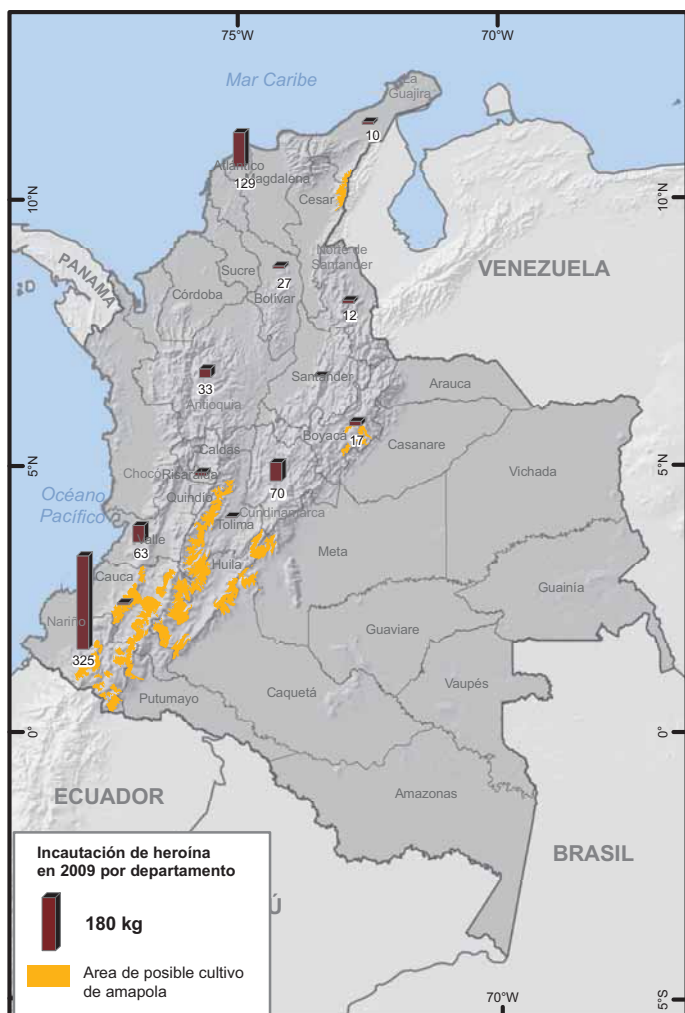 75°W
70°W
Mar Caribe
La
Guajira
10
Atlántico
129
Magdalena
10°N
10°N
Cesar
Norte de
Santander
VENEZUELA
PANAMA
Sucre
27
Bolívar
Córdoba
12
33
Santander
Antioquia
Arauca
Boyacá
17
Casanare
Caldas
5°N
5°N
Chocó
Risaralda
Vichada
Quindío
70
Cundinamarca
Océano
Pacífico
Tolima
Valle
63
Meta
Huila
Cauca
Guainía
Nariño
Guaviare
325
Vaupés
Caquetá
Putumayo
0°
0°
Amazonas
ECUADOR
BRASIL
Ú
Incautación de heroína
en 2009 por departamento
180 kg
Area de posible cultivo
de amapola
5°S
70°W